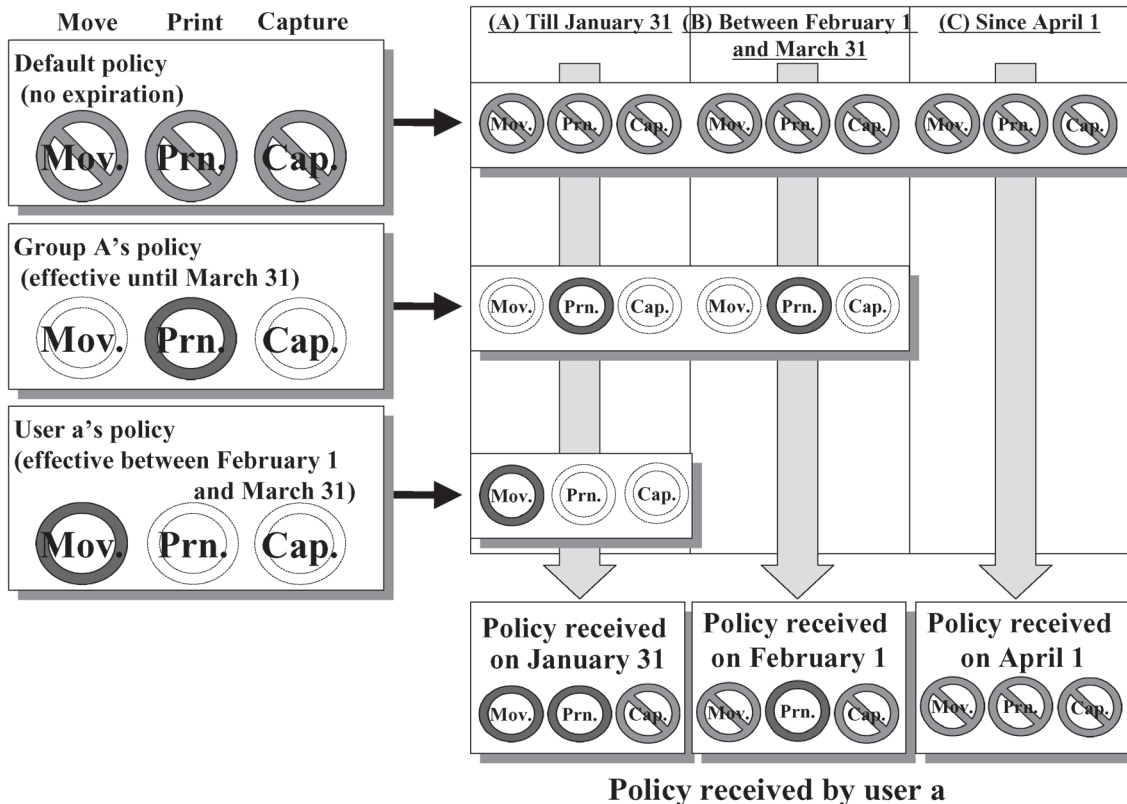 Move Print Capture
Default policy
(no expiration)
Mov. Prn. Cap.
Group A's policy
(effective until March 31)
Mov. Prn. Cap.
User a's policy
(effective between February 1
and March 31)
Mov. Prn. Cap.
(A) Till January 31
(B) Between February 1
and March 31
(C) Since April 1
Mov. Prn. Cap. Mov. Prn. Cap. Mov. Prn. Cap.
Mov. Prn. Cap. Mov. Prn. Cap.
Mov. Prn. Cap.
Policy received
on January 31
Mov. Prn. Cap.
Policy received
on February 1
Mov. Prn. Cap.
Policy received
on April 1
Mov. Prn. Cap.
Policy received by user a